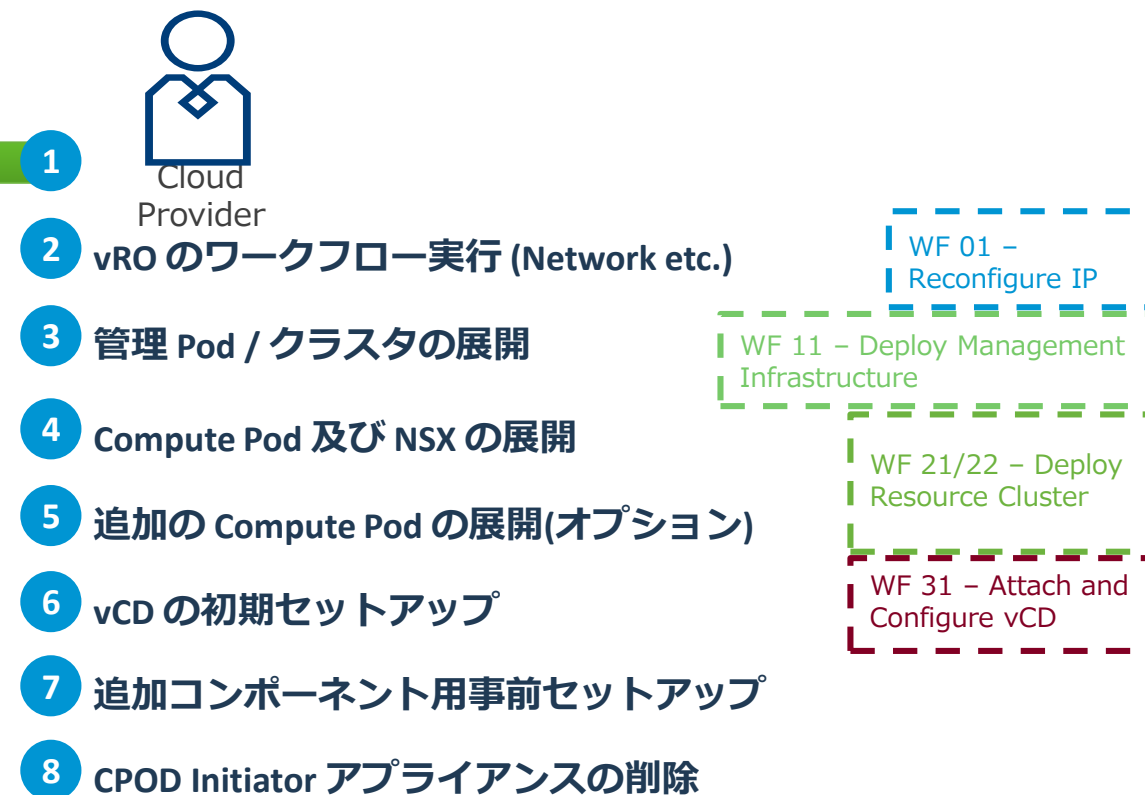 1
Cloud
Provider
2 vRO のワークフロー実行 (Network etc.)
WF 01 –
Reconfigure IP
3 管理 Pod / クラスタの展開
WF 11 – Deploy Management
Infrastructure
4 Compute Pod 及び NSX の展開
WF 21/22 – Deploy
Resource Cluster
5 追加の Compute Pod の展開(オプション)
6 vCD の初期セットアップ
WF 31 – Attach and
Configure vCD
7 追加コンポーネント用事前セットアップ
8 CPOD Initiator アプライアンスの削除